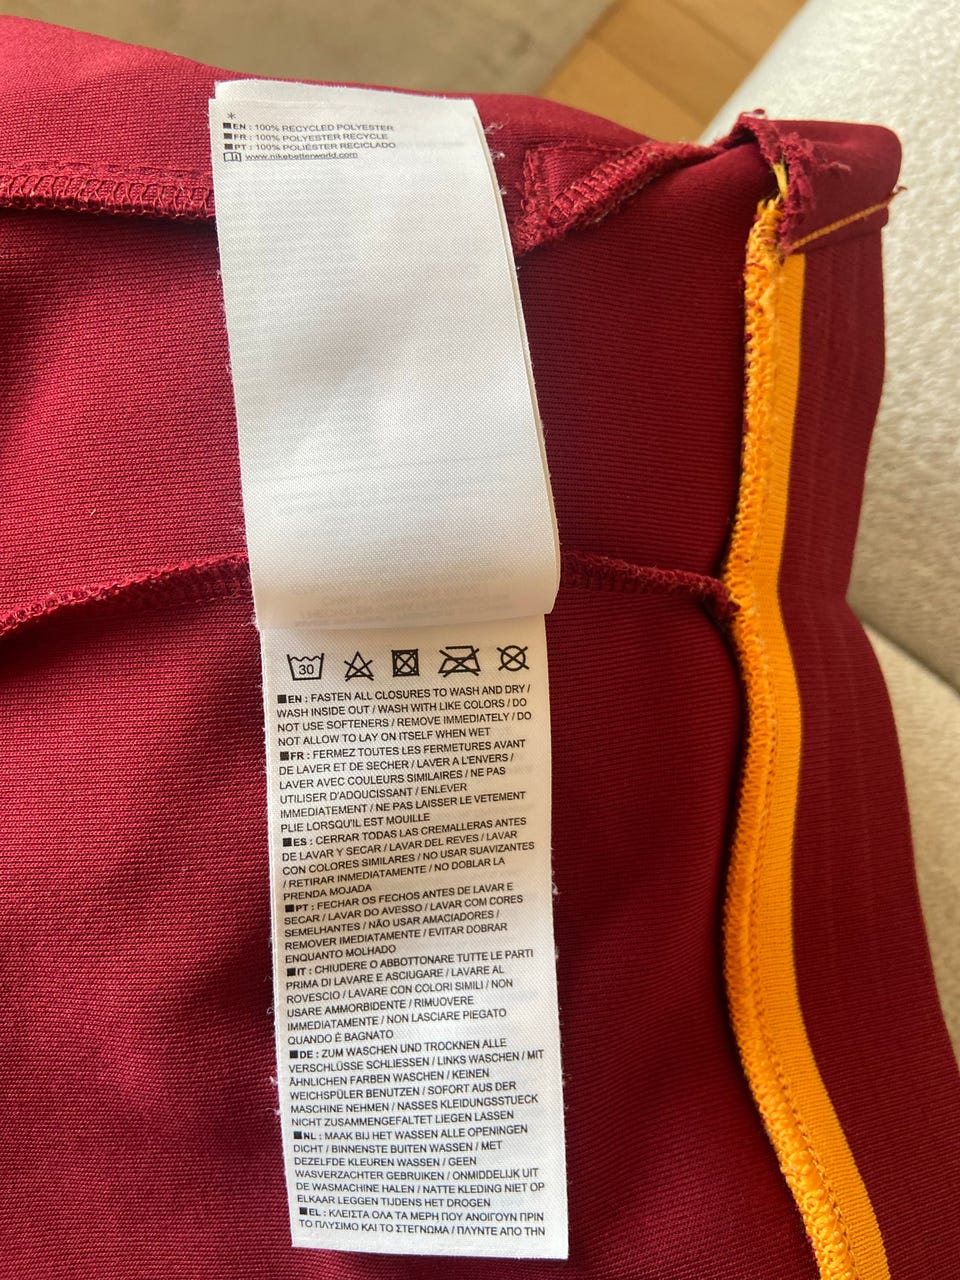 *
EN : 100% RECYCLED POLYESTER
FR : 100% POLYESTER RECYCLE
PT : 100% POLIÉSTER RECICLADO
www.nikebetterworld.com
30
EN : FASTEN ALL CLOSURES TO WASH AND DRY /
WASH INSIDE OUT / WASH WITH LIKE COLORS / DO
NOT USE SOFTENERS / REMOVE IMMEDIATELY / DO
NOT ALLOW TO LAY ON ITSELF WHEN WET
FR : FERMEZ TOUTES LES FERMETURES AVANT
DE LAVER ET DE SECHER / LAVER A L'ENVERS /
LAVER AVEC COULEURS SIMILAIRES / NE PAS
UTILISER D'ADOUCISSANT / ENLEVER
IMMEDIATEMENT / NE PAS LAISSER LE VETEMENT
PLIE LORSQU'IL EST MOUILLE
ES : CERRAR TODAS LAS CREMALLERAS ANTES
DE LAVAR Y SECAR / LAVAR DEL REVES / LAVAR
CON COLORES SIMILARES / NO USAR SUAVIZANTES
/ RETIRAR INMEDIATAMENTE / NO DOBLAR LA
PRENDA MOJADA
PT : FECHAR OS FECHOS ANTES DE LAVAR E
SECAR / LAVAR DO AVESSO / LAVAR COM CORES
SEMELHANTES / NÃO USAR AMACIADORES /
REMOVER IMEDIATAMENTE / EVITAR DOBRAR
ENQUANTO MOLHADO
IT : CHIUDERE O ABBOTTONARE TUTTE LE PARTI
PRIMA DI LAVARE E ASCIUGARE / LAVARE AL
ROVESCIO / LAVARE CON COLORI SIMILI / NON
USARE AMMORBIDENTE / RIMUOVERE
IMMEDIATAMENTE / NON LASCIARE PIEGATO
QUANDO È BAGNATO
DE : ZUM WASCHEN UND TROCKNEN ALLE
VERSCHLÜSSE SCHLIESSEN / LINKS WASCHEN / MIT
ÄHNLICHEN FARBEN WASCHEN / KEINEN
WEICHSPÜLER BENUTZEN / SOFORT AUS DER
MASCHINE NEHMEN / NASSES KLEIDUNGSSTUECK
NICHT ZUSAMMENGEFALTET LIEGEN LASSEN
NL : MAAK BIJ HET WASSEN ALLE OPENINGEN
DICHT / BINNENSTE BUITEN WASSEN / MET
DEZELFDE KLEUREN WASSEN / GEEN
WASVERZACHTER GEBRUIKEN / ONMIDDELIJK UIT
DE WASMACHINE HALEN / NATTE KLEDING NIET OP
ELKAAR LEGGEN TIJDENS HET DROGEN
EL : ΚΛΕΙΣΤΑ ΟΛΑ ΤΑ ΜΕΡΗ ΠΟΥ ΑΝΟΙΓΟΥΝ ΠΡΙΝ
ΤΟ ΠΛΥΣΙΜΟ ΚΑΙ ΤΟ ΣΤΕΓΝΩΜΑ / ΠΛΥΝΤΕ ΑΠΟ ΤΗΝ